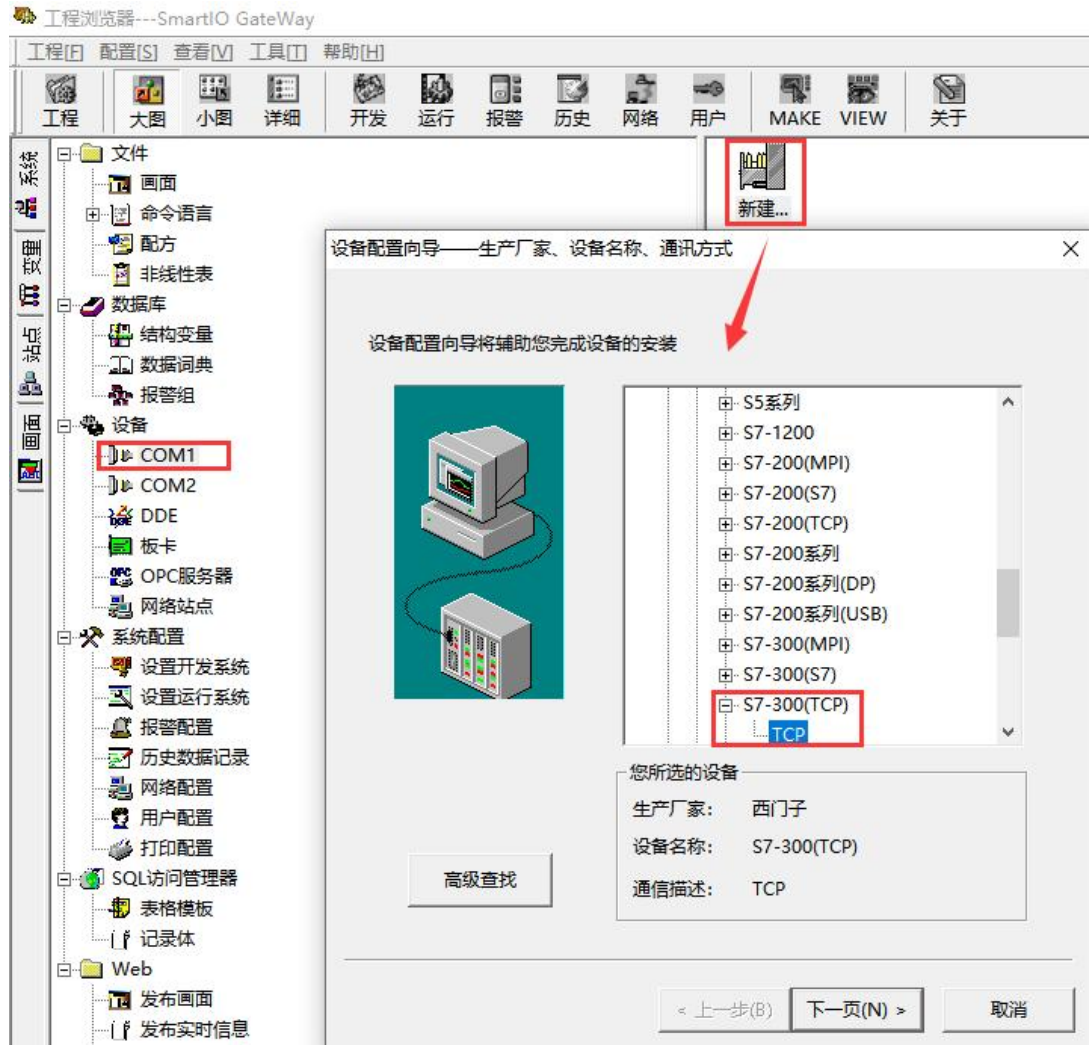 工程浏览器---SmartIO GateWay
工程[F] 配置[S] 查看[V] 工具[T] 帮助[H]
工程 大图 小图 详细 开发 运行 报警 历史 网络 用户 MAKE VIEW 关于
系统
变量
站点
画面
文件
画面
命令语言
配方
非线性表
数据库
结构变量
数据词典
报警组
设备
COM1
COM2
DDE
板卡
OPC服务器
网络站点
系统配置
设置开发系统
设置运行系统
报警配置
历史数据记录
网络配置
用户配置
打印配置
SQL访问管理器
表格模板
记录体
Web
发布画面
发布实时信息
新建...
设备配置向导——生产厂家、设备名称、通讯方式
设备配置向导将辅助您完成设备的安装
S5系列
S7-1200
S7-200(MPI)
S7-200(S7)
S7-200(TCP)
S7-200系列
S7-200系列(DP)
S7-200系列(USB)
S7-300(MPI)
S7-300(S7)
S7-300(TCP)
TCP
您所选的设备
生产厂家： 西门子
设备名称： S7-300(TCP)
通信描述： TCP
高级查找
< 上一步(B) 下一页(N) > 取消